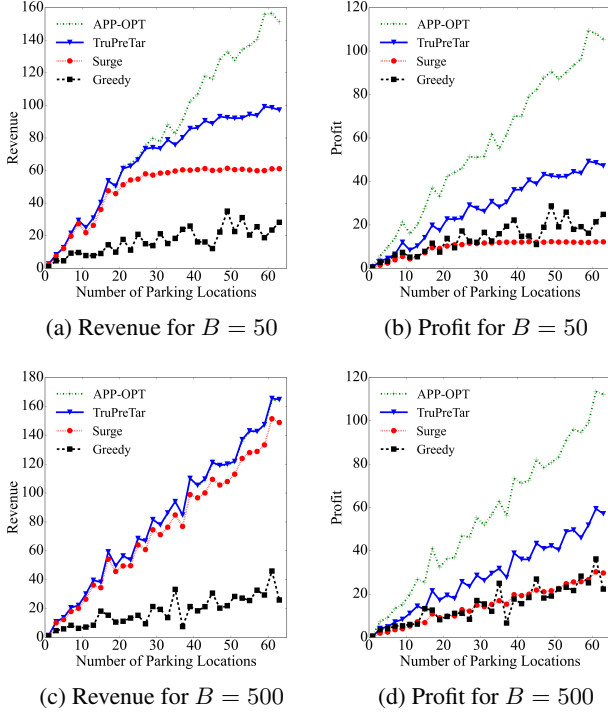 160
140
120
100
80
60
40
20
0
Revenue
APP-OPT
TruPreTar
Surge
Greedy
0 10 20 30 40 50 60
Number of Parking Locations
(a) Revenue for B = 50
120
100
80
60
40
20
0
Profit
APP-OPT
TruPreTar
Surge
Greedy
0 10 20 30 40 50 60
Number of Parking Locations
(b) Profit for B = 50
180
160
140
120
100
80
60
40
20
0
Revenue
APP-OPT
TruPreTar
Surge
Greedy
0 10 20 30 40 50 60
Number of Parking Locations
(c) Revenue for B = 500
120
100
80
60
40
20
0
Profit
APP-OPT
TruPreTar
Surge
Greedy
0 10 20 30 40 50 60
Number of Parking Locations
(d) Profit for B = 500